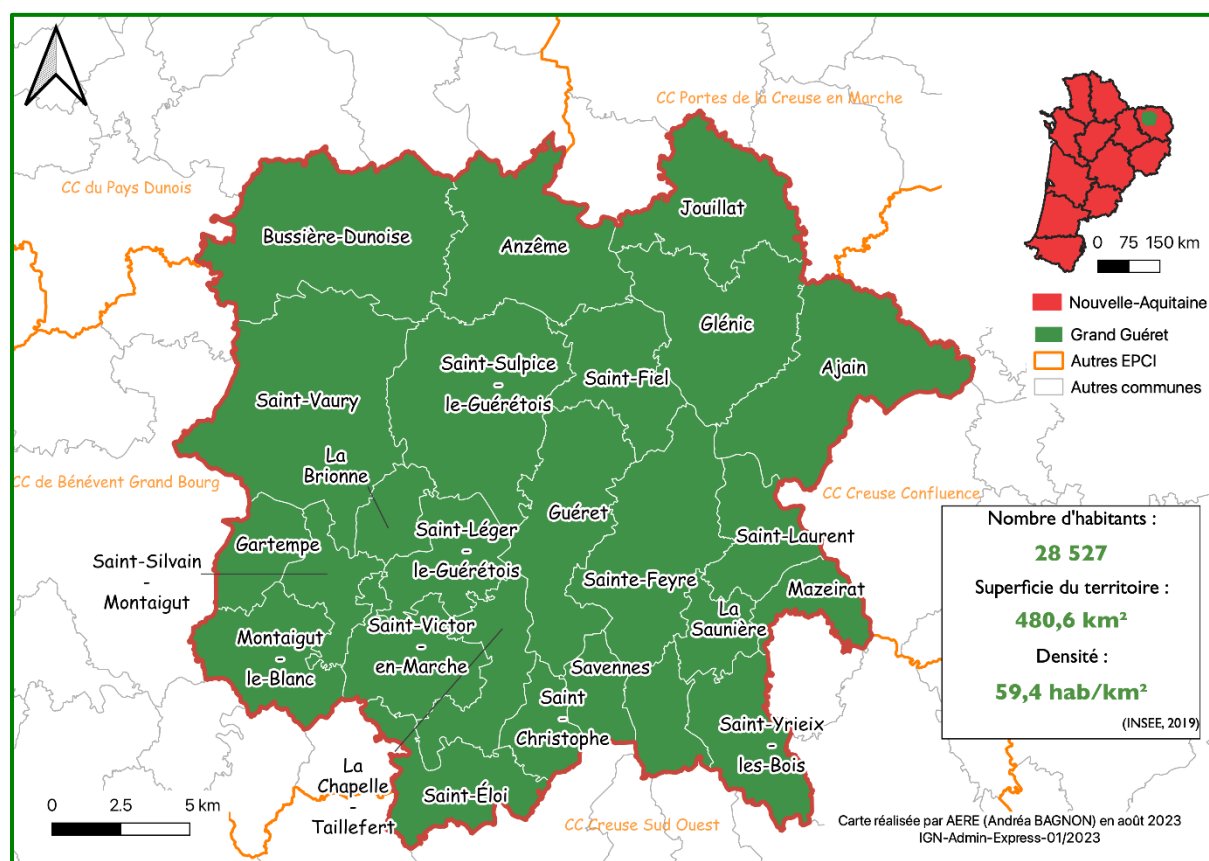 CC Portes de la Creuse en Marche
CC du Pays Dunois
Jouillat
Bussière-Dunoise
Anzême
0 75 150 km
Nouvelle-Aquitaine
Grand Guéret
Autres EPCI
Autres communes
Glénic
Ajain
Saint-Sulpice
-
le-Guérétois
Saint-Fiel
Saint-Vaury
La
Brionne
CC de Bénévent Grand Bourg
CC Creuse Confluence
Guéret
Gartempe
Saint-Léger
-
le-Guérétois
Saint-Laurent
Saint-Silvain
-
Montaigut
Sainte-Feyre
Mazeirat
La
Saunière
Montaigut
-
le-Blanc
Saint-Victor
-
en-Marche
Savennes
Saint
-
Christophe
Saint-Yrieix
-
les-Bois
La
Chapelle
-
Taillefert
Saint-Éloi
CC Creuse Sud Ouest
0 2.5 5 km
Nombre d'habitants :
28 527
Superficie du territoire :
480,6 km²
Densité :
59,4 hab/km²
(INSEE, 2019)
Carte réalisée par AERE (Andréa BAGNON) en août 2023
IGN-Admin-Express-01/2023